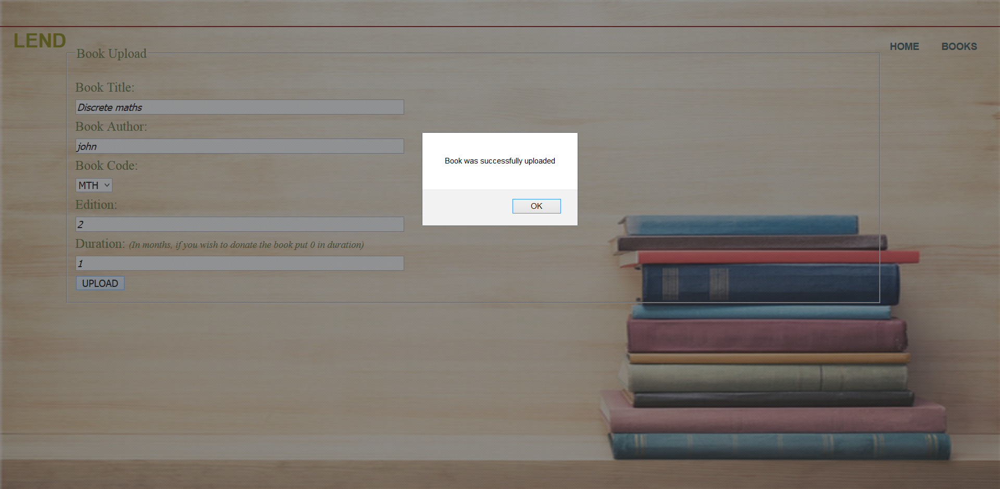 LEND
HOME BOOKS
Book Upload
Book Title:
Discrete maths
Book Author:
john
Book Code:
MTH
Edition:
2
Duration: (In months, if you wish to donate the book put 0 in duration)
1
UPLOAD
Book was successfully uploaded
OK